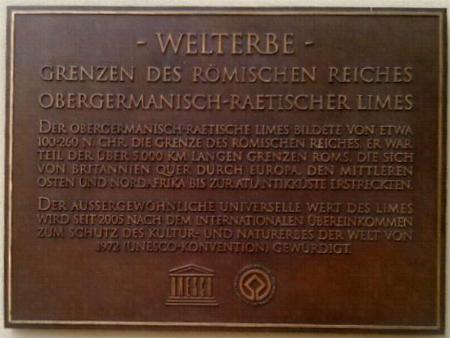 - WELTERBE -
GRENZEN DES RÖMISCHEN REICHES
OBERGERMANISCH-RAETISCHER LIMES
DER OBERGERMANISCH-RAETISCHE LIMES BILDETE VON ETWA
100-260 N. CHR. DIE GRENZE DES RÖMISCHEN REICHES. ER WAR
TEIL DER ÜBER 5.000 KM LANGEN GRENZEN ROMS, DIE SICH
VON BRITANNIEN QUER DURCH EUROPA, DEN MITTLEREN
OSTEN UND NORDAFRIKA BIS ZUR ATLANTIKKÜSTE ERSTRECKTEN.
DER AUSSERGEWÖHNLICHE UNIVERSELLE WERT DES LIMES
WIRD SEIT 2005 NACH DEM INTERNATIONALEN ÜBEREINKOMMEN
ZUM SCHUTZ DES KULTUR- UND NATURERBES DER WELT VON
1972 (UNESCO-KONVENTION) GEWÜRDIGT.
UNESCO